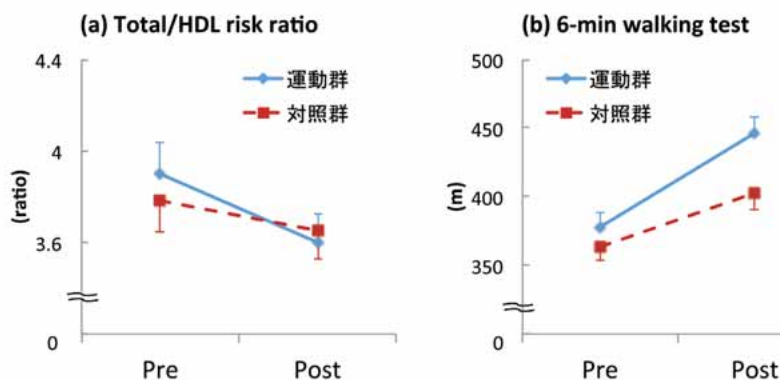 (a) Total/HDL risk ratio
4.4
4
3.6
0
(ratio)
運動群
対照群
Pre
Post
(b) 6-min walking test
500
450
400
350
0
(m)
運動群
対照群
Pre
Post